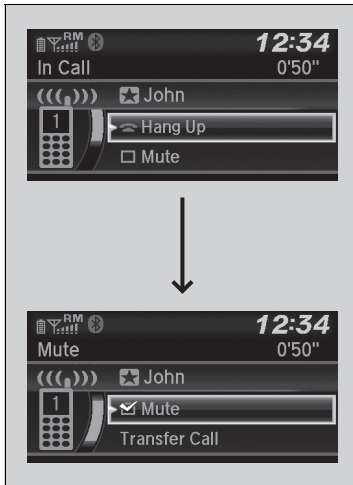 RM 12:34
In Call 0'50"
John
1
Hang Up
Mute
RM 12:34
Mute 0'50"
John
1
Mute
Transfer Call